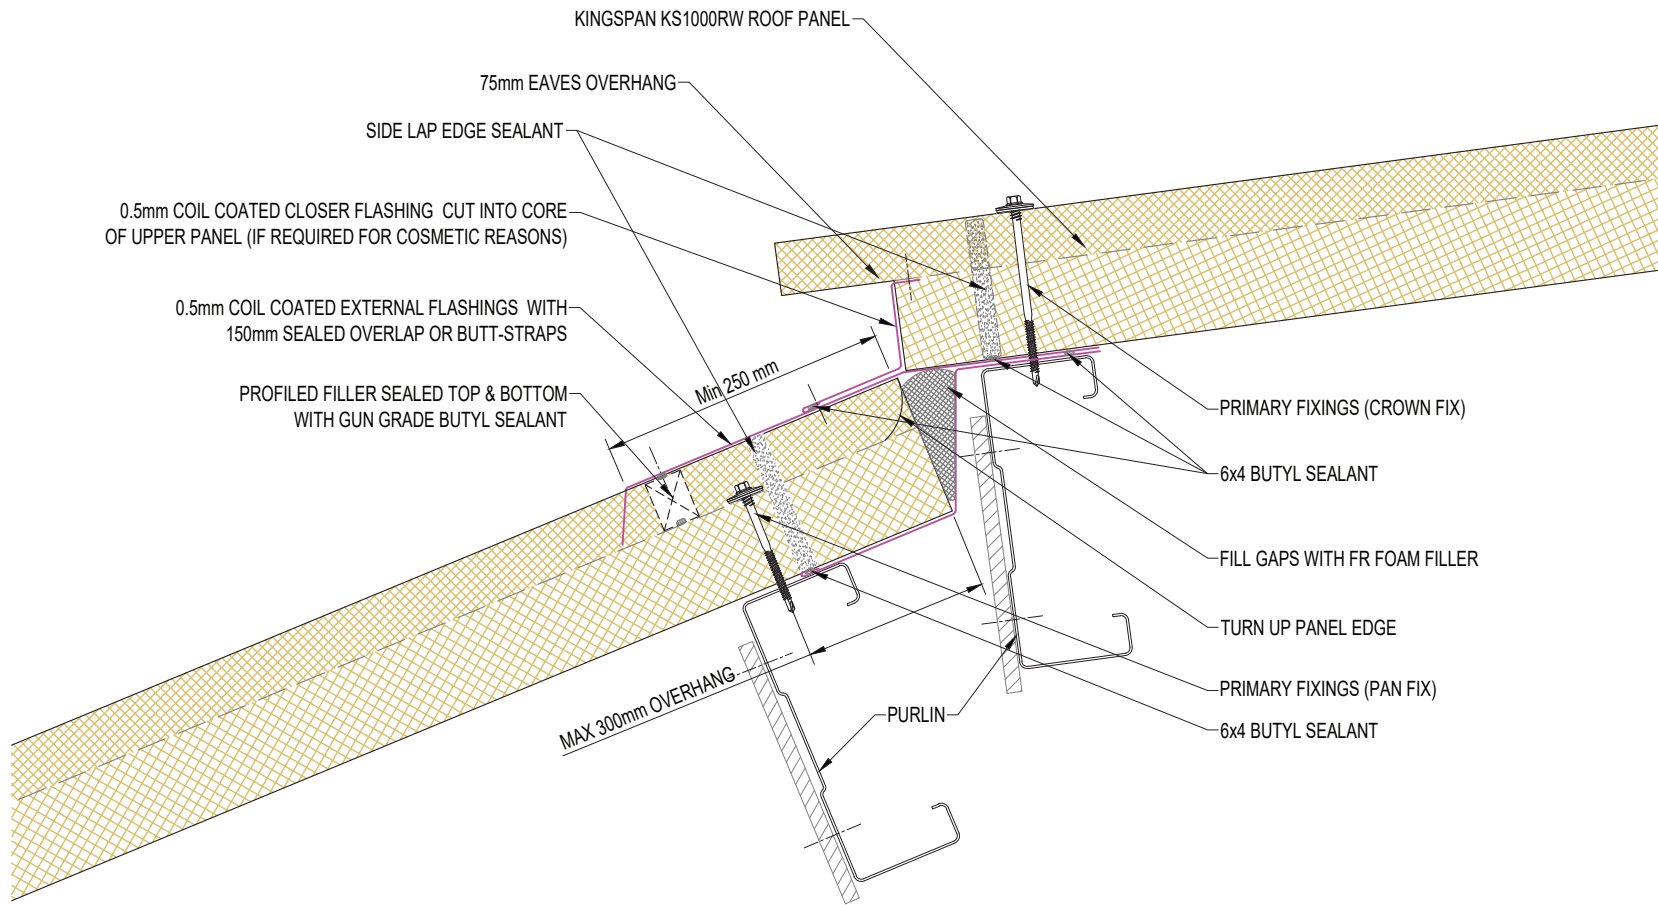 KINGSPAN KS1000RW ROOF PANEL
75mm EAVES OVERHANG
SIDE LAP EDGE SEALANT
0.5mm COIL COATED CLOSER FLASHING CUT INTO CORE
OF UPPER PANEL (IF REQUIRED FOR COSMETIC REASONS)
0.5mm COIL COATED EXTERNAL FLASHINGS WITH
150mm SEALED OVERLAP OR BUTT-STRAPS
Min 250 mm
PROFILED FILLER SEALED TOP & BOTTOM
WITH GUN GRADE BUTYL SEALANT
PRIMARY FIXINGS (CROWN FIX)
6x4 BUTYL SEALANT
FILL GAPS WITH FR FOAM FILLER
TURN UP PANEL EDGE
PRIMARY FIXINGS (PAN FIX)
MAX 300mm OVERHANG
PURLIN
6x4 BUTYL SEALANT